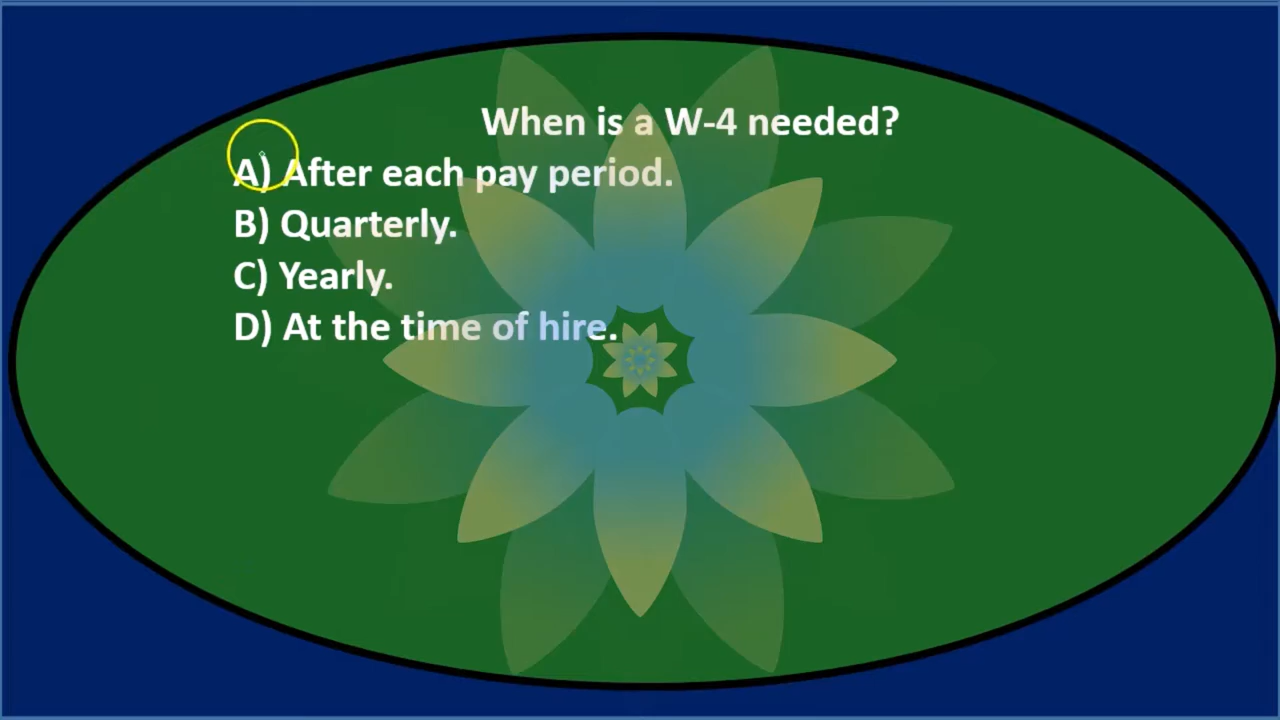 When is a W-4 needed?
A) After each pay period.
B) Quarterly.
C) Yearly.
D) At the time of hire.